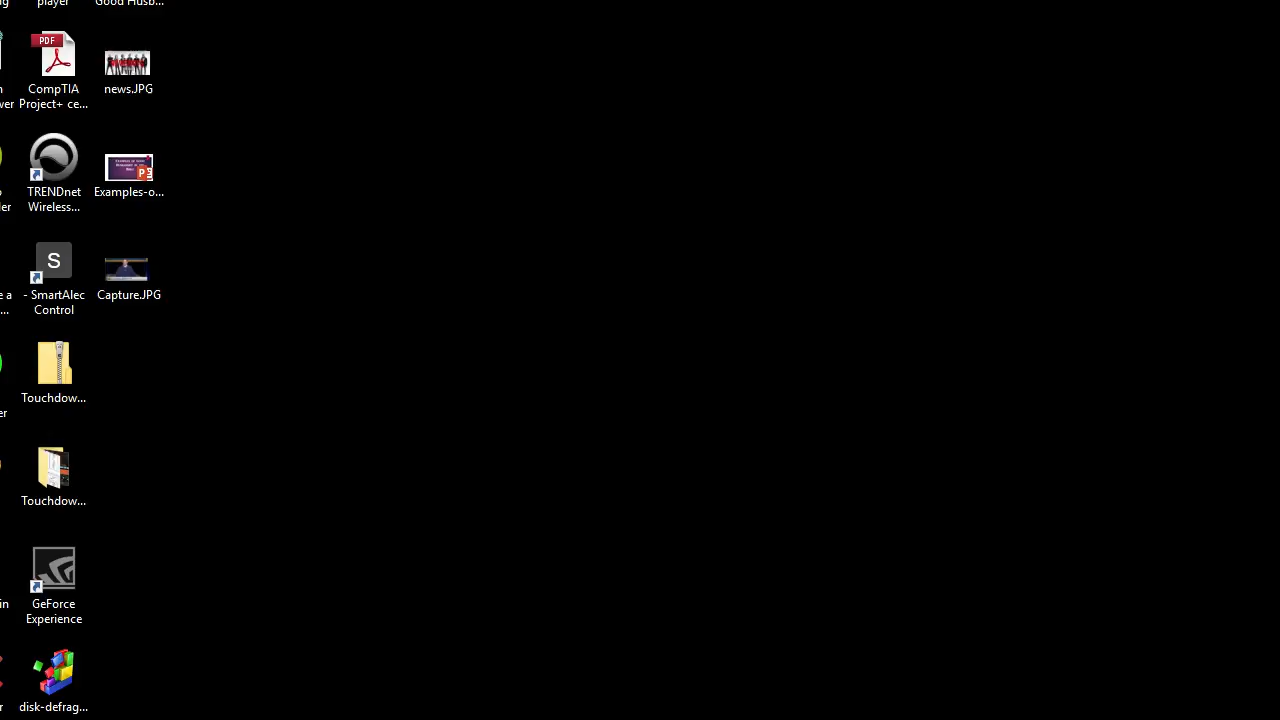 player
Good Husb...
PDF
CompTIA
Project+ ce...
news.JPG
TRENDnet
Wireless...
Examples-o...
S
- SmartAlec
Control
Capture.JPG
Touchdow...
Touchdow...
GeForce
Experience
disk-defrag...